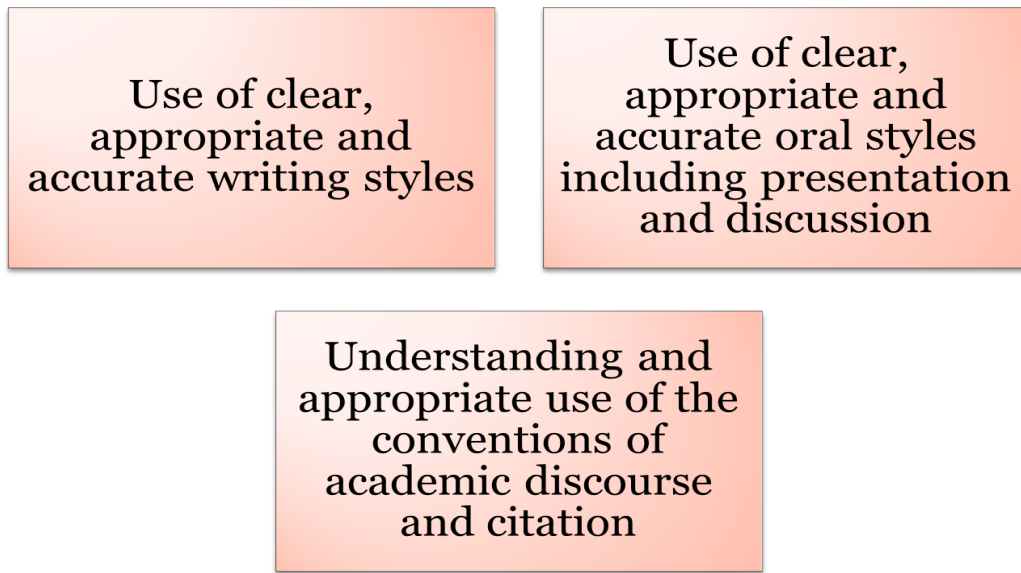 Use of clear,
appropriate and
accurate writing styles
Use of clear,
appropriate and
accurate oral styles
including presentation
and discussion
Understanding and
appropriate use of the
conventions of
academic discourse
and citation